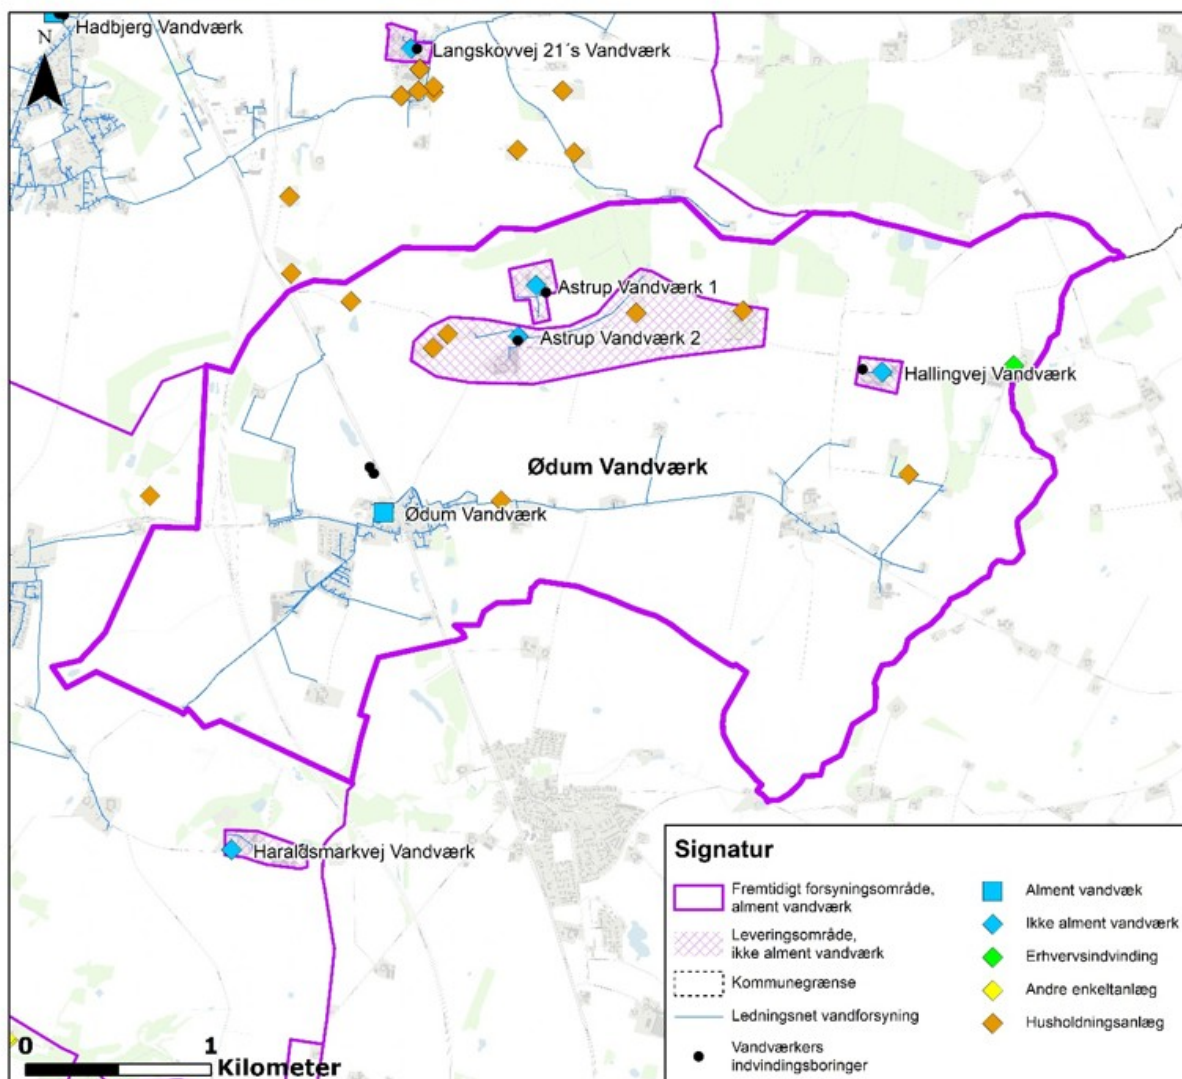 Hadbjerg Vandværk
N
Langskovvej 21´s Vandværk
Astrup Vandværk 1
Astrup Vandværk 2
Hallingvej Vandværk
Ødum Vandværk
Ødum Vandværk
Haraldsmarkvej Vandværk
Signatur
Fremtidigt forsyningsområde,
alment vandværk
Leveringsområde,
ikke alment vandværk
Kommunegrænse
Ledningsnet vandforsyning
Vandværkers
indvindingsboringer
Alment vandvæk
Ikke alment vandværk
Erhvervsindvinding
Andre enkeltanlæg
Husholdningsanlæg
0 1
Kilometer